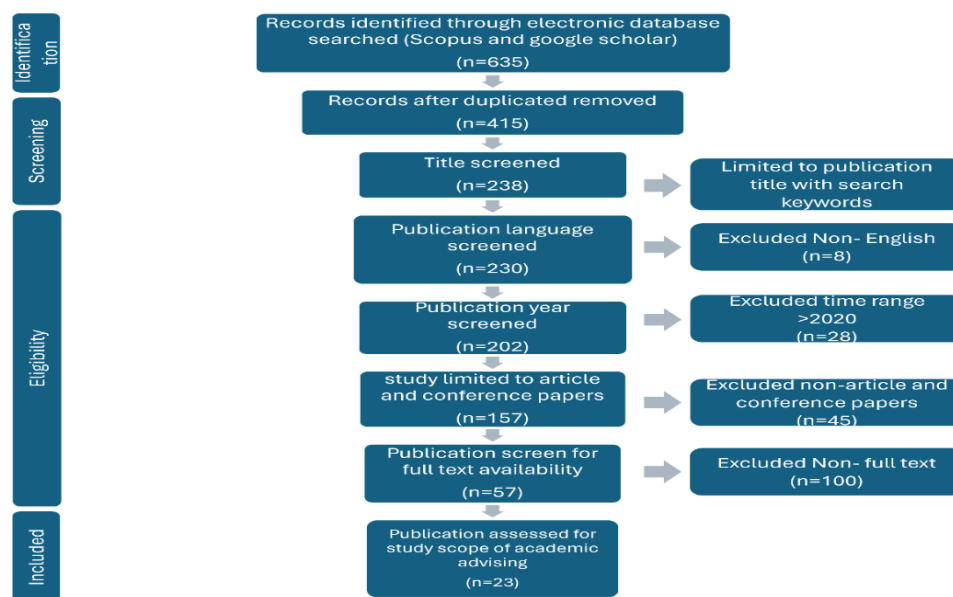 Identifica
tion
Records identified through electronic database
searched (Scopus and google scholar)
(n=635)
Screening
Records after duplicated removed
(n=415)
Title screened
(n=238)
Limited to publication
title with search
keywords
Eligibility
Publication language
screened
(n=230)
Excluded Non- English
(n=8)
Publication year
screened
(n=202)
Excluded time range
>2020
(n=28)
study limited to article
and conference papers
(n=157)
Excluded non-article and
conference papers
(n=45)
Publication screen for
full text availability
(n=57)
Excluded Non- full text
(n=100)
Included
Publication assessed for
study scope of academic
advising
(n=23)